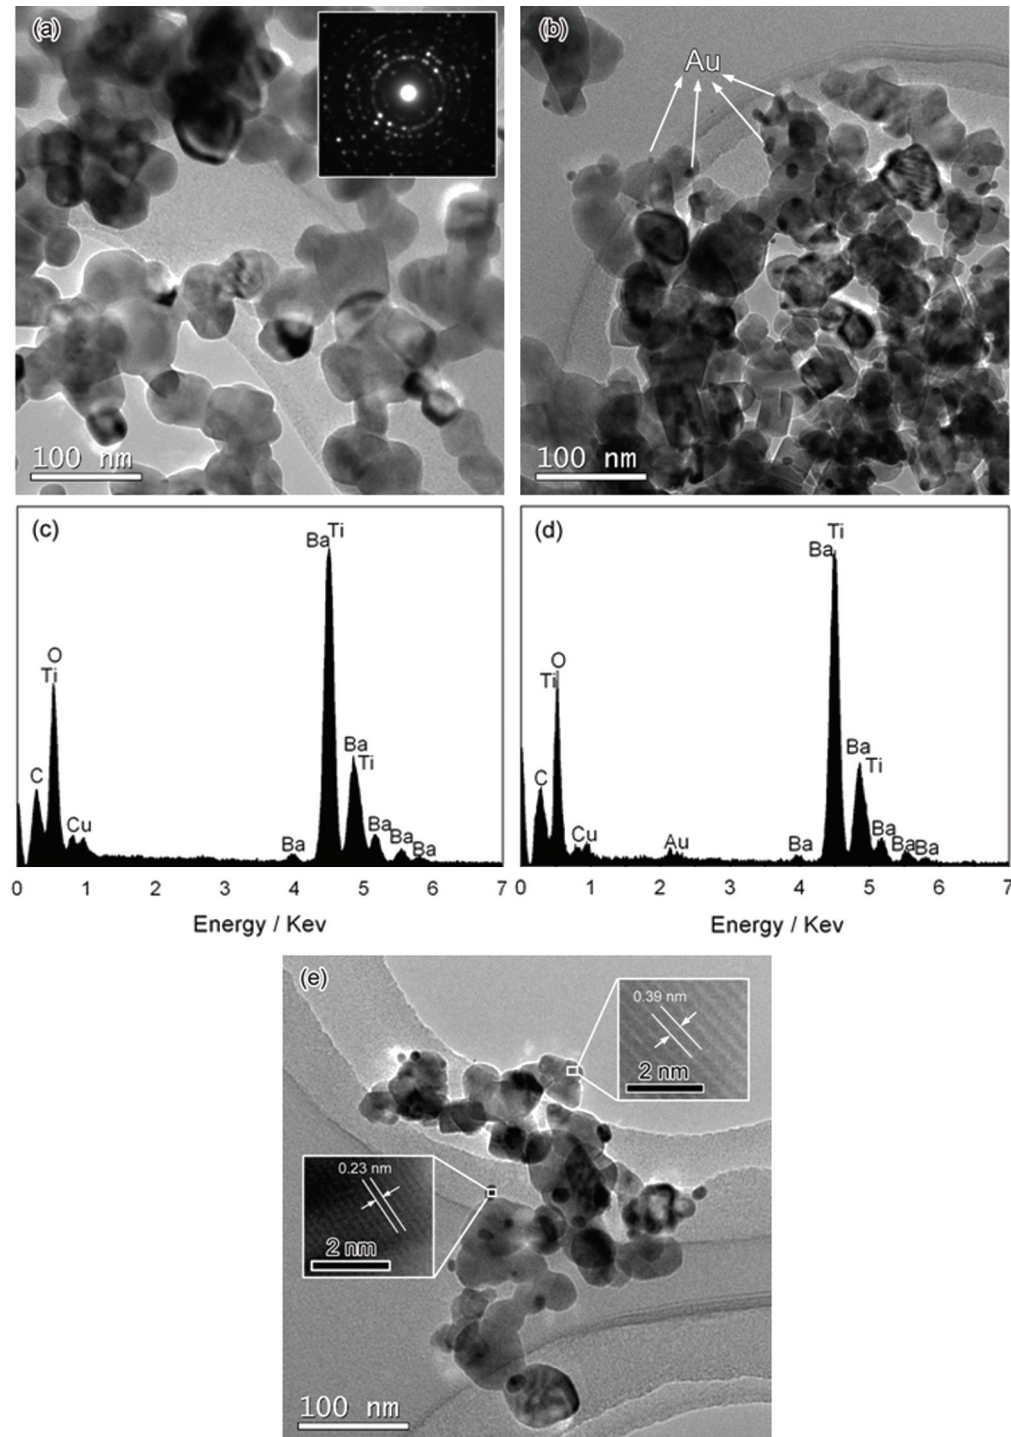 (a)
100 nm
(b)
Au
100 nm
(c)
Ti
Ba
O
Ti
C
Cu
Ba
Ba
Ti
Ba
Ba
Ba
0 1 2 3 4 5 6 7
Energy / Kev
(d)
Ti
Ba
O
Ti
C
Cu
Au
Ba
Ba
Ti
Ba
Ba
Ba
0 1 2 3 4 5 6 7
Energy / Kev
(e)
0.39 nm
2 nm
0.23 nm
2 nm
100 nm